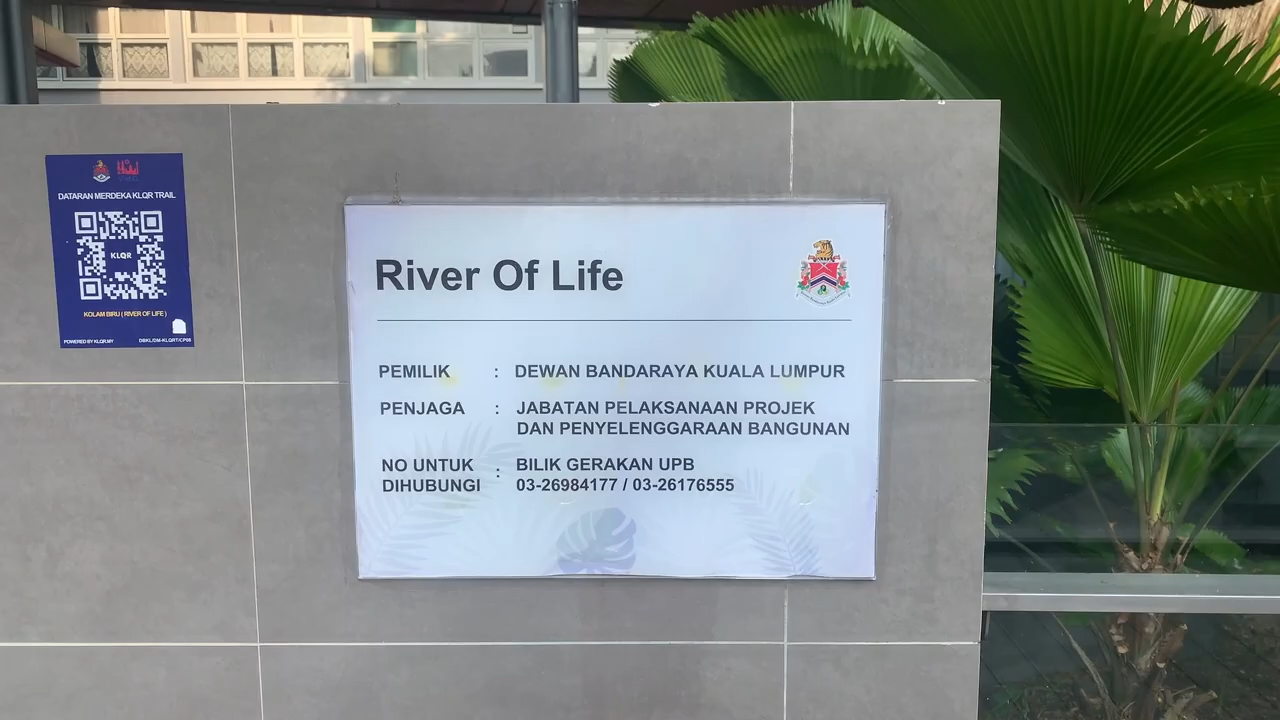 DATARAN MERDEKA KLQR TRAIL
KLQR
KOLAM BIRU ( RIVER OF LIFE )
POWERED BY KLQR.MY
DBKL/DM-KLQRT/CP08
River Of Life
PEMILIK : DEWAN BANDARAYA KUALA LUMPUR
PENJAGA : JABATAN PELAKSANAAN PROJEK
DAN PENYELENGGARAAN BANGUNAN
NO UNTUK DIHUBUNGI : BILIK GERAKAN UPB
03-26984177 / 03-26176555